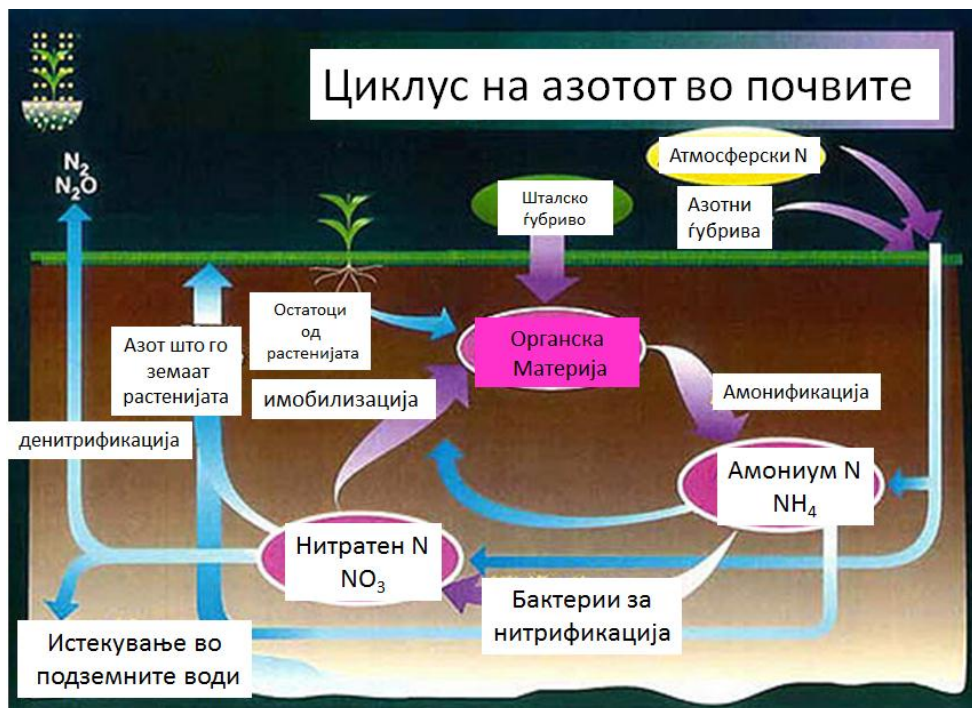 Циклус на азотот во почвите
N2
N2O
Атмосферски N
Шталско
ѓубриво
Азотни
ѓубрива
Остатоци
од
растенијата
Азот што го
земаат
растенијата
Органска
Материја
имобилизација
Амонификација
денитрификација
Амониум N
NH4
Нитратен N
NO3
Бактерии за
нитрификација
Истекување во
подземните води